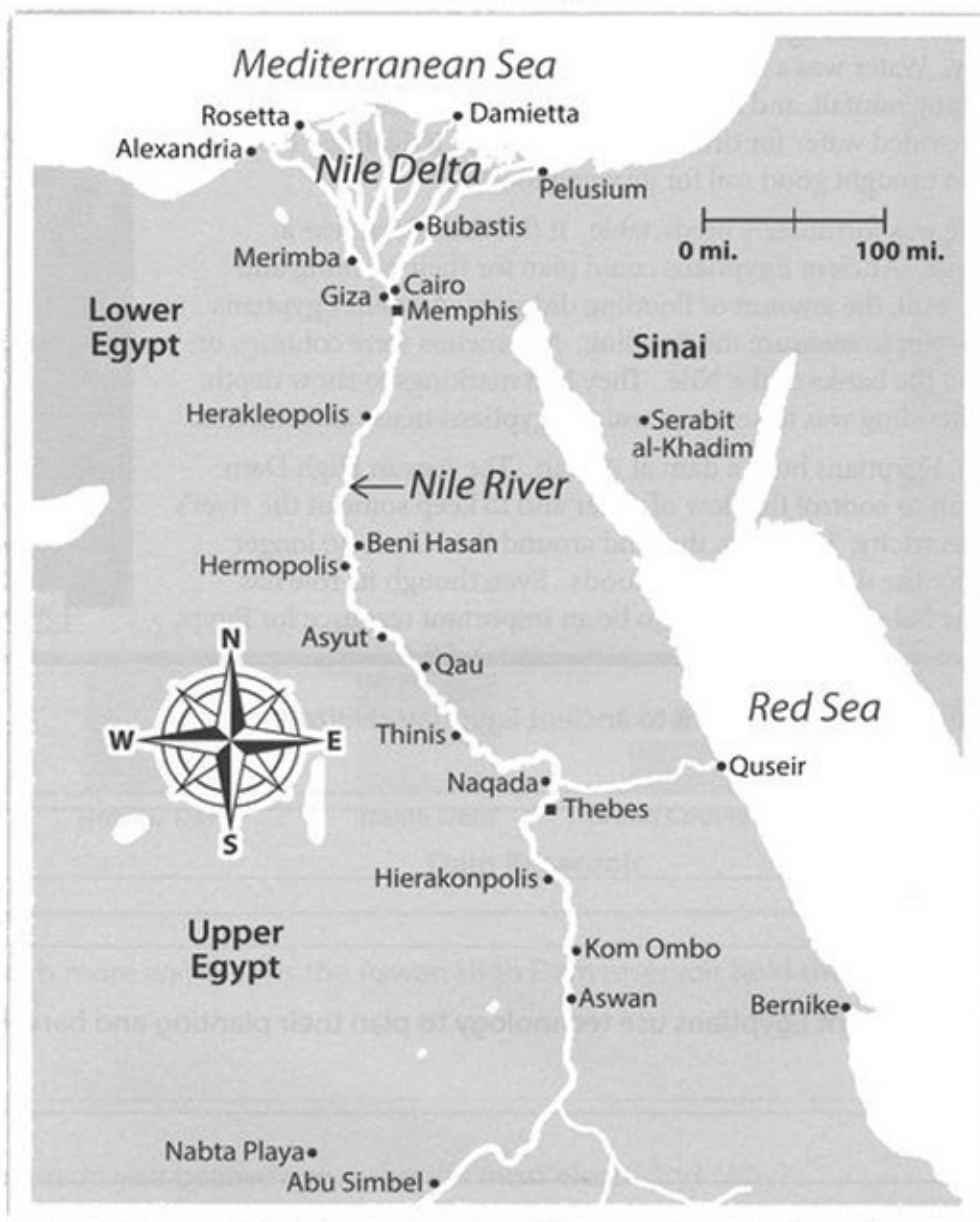 Mediterranean Sea
Rosetta
Damietta
Alexandria
Nile Delta
Pelusium
Bubastis
0 mi.
100 mi.
Merimba
Cairo
Giza
Memphis
Lower
Egypt
Sinai
Herakleopolis
Serabit
al-Khadim
Nile River
Beni Hasan
Hermopolis
Asyut
Qau
N
W
E
S
Red Sea
Thinis
Quseir
Naqada
Thebes
Hierakonpolis
Upper
Egypt
Kom Ombo
Aswan
Bernike
Nabta Playa
Abu Simbel